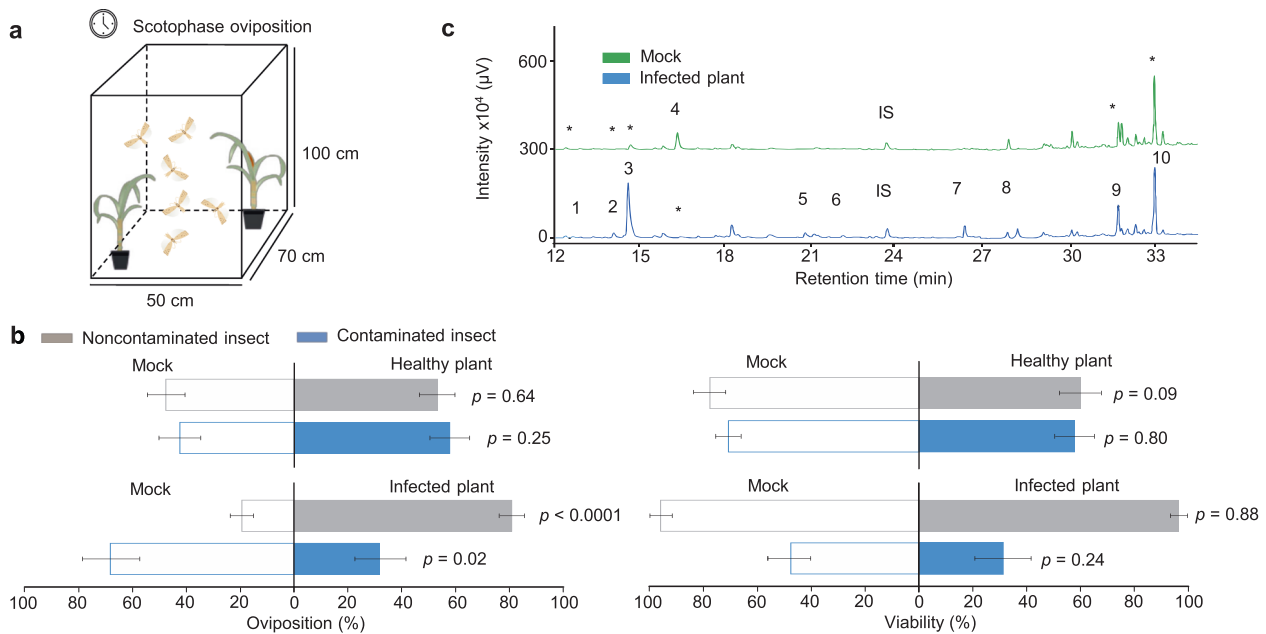 a
Scotophase oviposition
100 cm
70 cm
50 cm
c
Intensity x10⁴ (µV)
600
300
0
Mock
Infected plant
* * * 4 IS * *
1 2 3 * 5 6 IS 7 8 9 10
12 15 18 21 24 27 30 33
Retention time (min)
b
Noncontaminated insect
Contaminated insect
Mock Healthy plant
p = 0.64
p = 0.25
Mock Infected plant
p < 0.0001
p = 0.02
100 80 60 40 20 0 20 40 60 80 100
Oviposition (%)
Mock Healthy plant
p = 0.09
p = 0.80
Mock Infected plant
p = 0.88
p = 0.24
100 80 60 40 20 0 20 40 60 80 100
Viability (%)